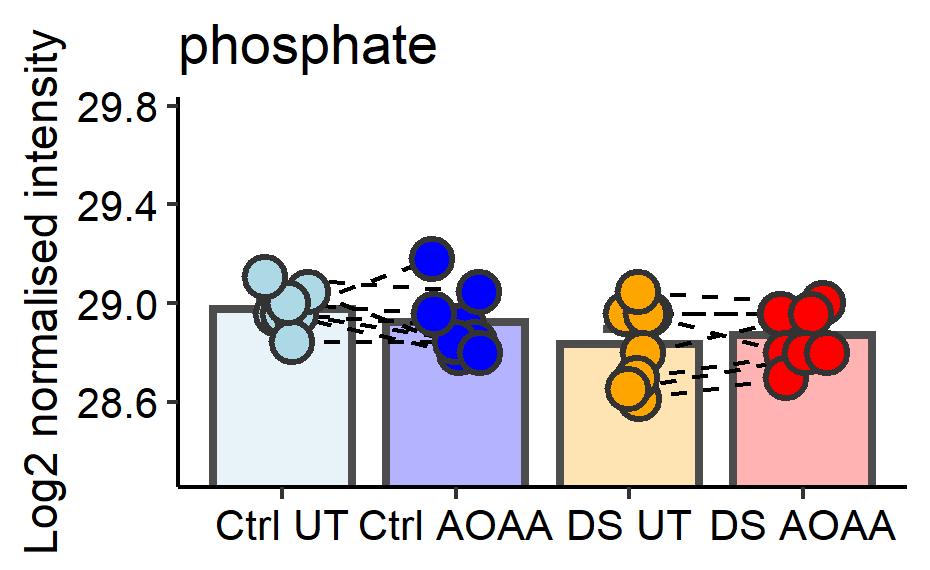 phosphate
Log2 normalised intensity
29.8
29.4
29.0
28.6
Ctrl UT Ctrl AOAA DS UT DS AOAA